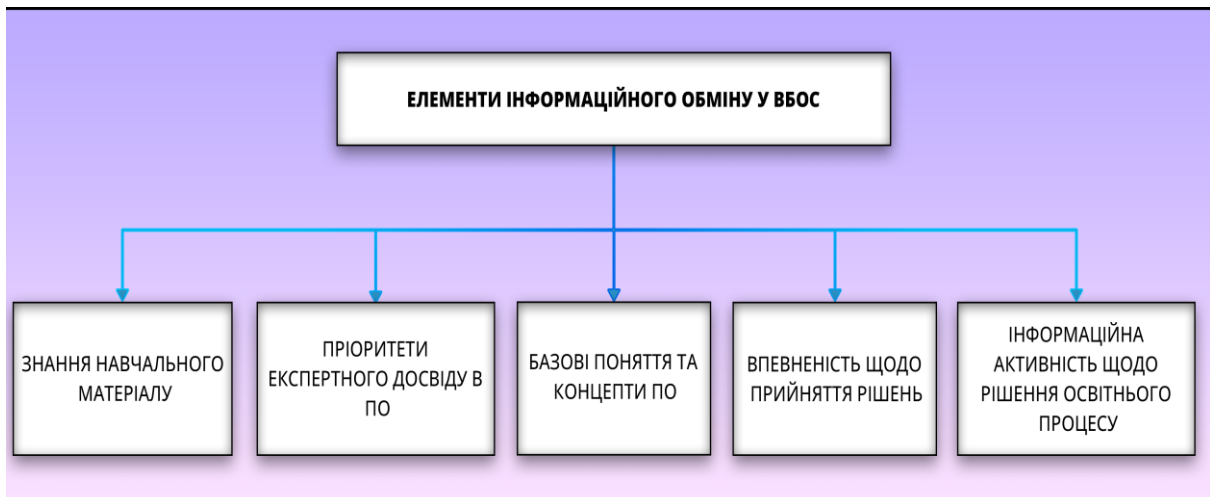 ЕЛЕМЕНТИ ІНФОРМАЦІЙНОГО ОБМІНУ У ВБОС
ЗНАННЯ НАВЧАЛЬНОГО
МАТЕРІАЛУ
ПРІОРИТЕТИ
ЕКСПЕРТНОГО ДОСВІДУ В
ПО
БАЗОВІ ПОНЯТТЯ ТА
КОНЦЕПТИ ПО
ВПЕВНЕНІСТЬ ЩОДО
ПРИЙНЯТТЯ РІШЕНЬ
ІНФОРМАЦІЙНА
АКТИВНІСТЬ ЩОДО
РІШЕННЯ ОСВІТНЬОГО
ПРОЦЕСУ